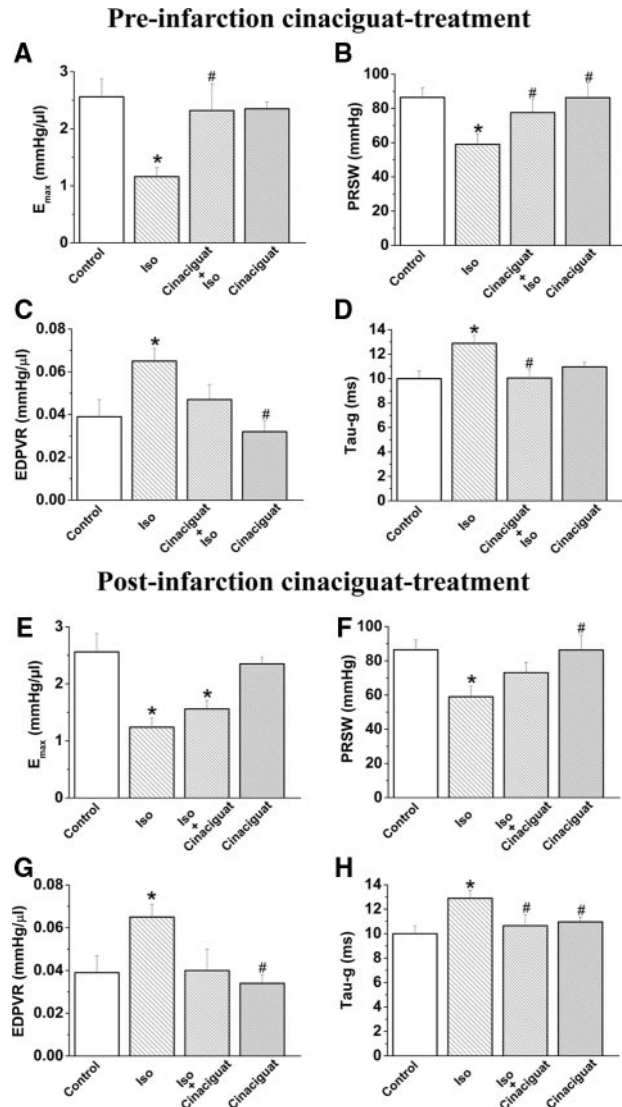 Pre-infarction cinaciguat-treatment
A
B
3
2
1
0
E_max (mmHg/µl)
*
#
Control
Iso
Cinaciguat
+
Iso
Cinaciguat
100
80
60
40
20
0
PRSW (mmHg)
*
#
#
Control
Iso
Cinaciguat
+
Iso
Cinaciguat
C
D
0.08
0.06
0.04
0.02
0.00
EDPVR (mmHg/µl)
*
#
Control
Iso
Cinaciguat
+
Iso
Cinaciguat
14
12
10
8
6
4
2
0
Tau-g (ms)
*
#
Control
Iso
Cinaciguat
+
Iso
Cinaciguat
Post-infarction cinaciguat-treatment
E
F
3
2
1
0
E_max (mmHg/µl)
*
*
Control
Iso
Iso
+
Cinaciguat
Cinaciguat
100
80
60
40
20
0
PRSW (mmHg)
*
#
Control
Iso
Iso
+
Cinaciguat
Cinaciguat
G
H
0.08
0.06
0.04
0.02
0.00
EDPVR (mmHg/µl)
*
#
Control
Iso
Iso
+
Cinaciguat
Cinaciguat
14
12
10
8
6
4
2
0
Tau-g (ms)
*
#
#
Control
Iso
Iso
+
Cinaciguat
Cinaciguat